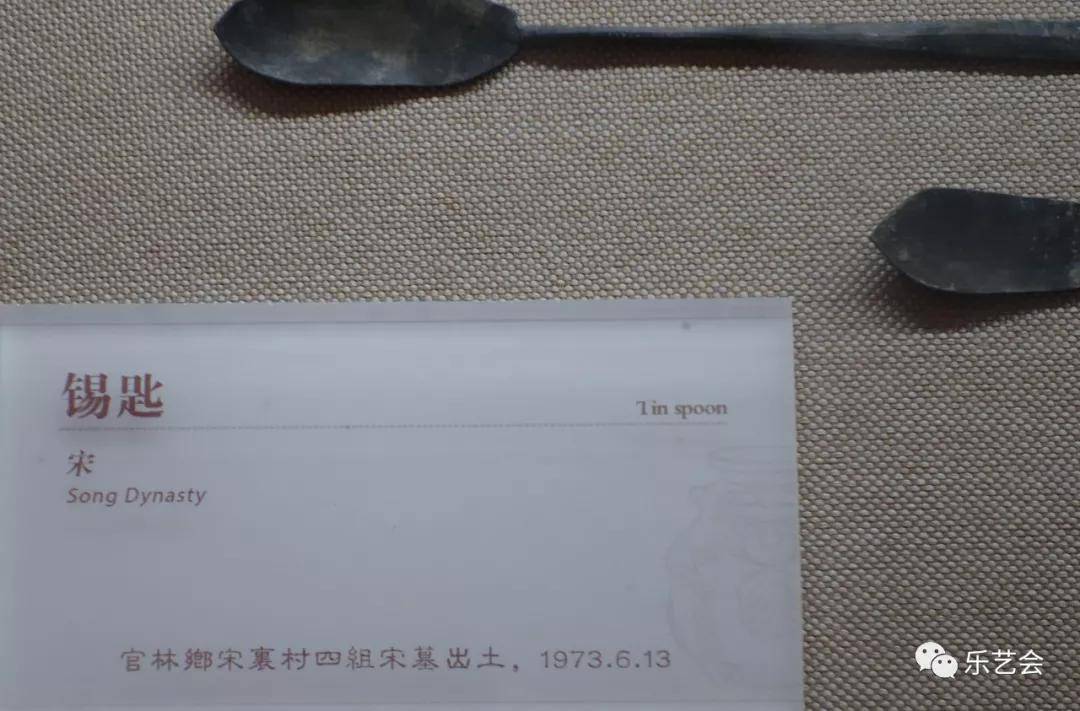 锡匙
Tin spoon
宋
Song Dynasty
官林鄉宋裏村四組宋墓出土，1973.6.13
乐艺会